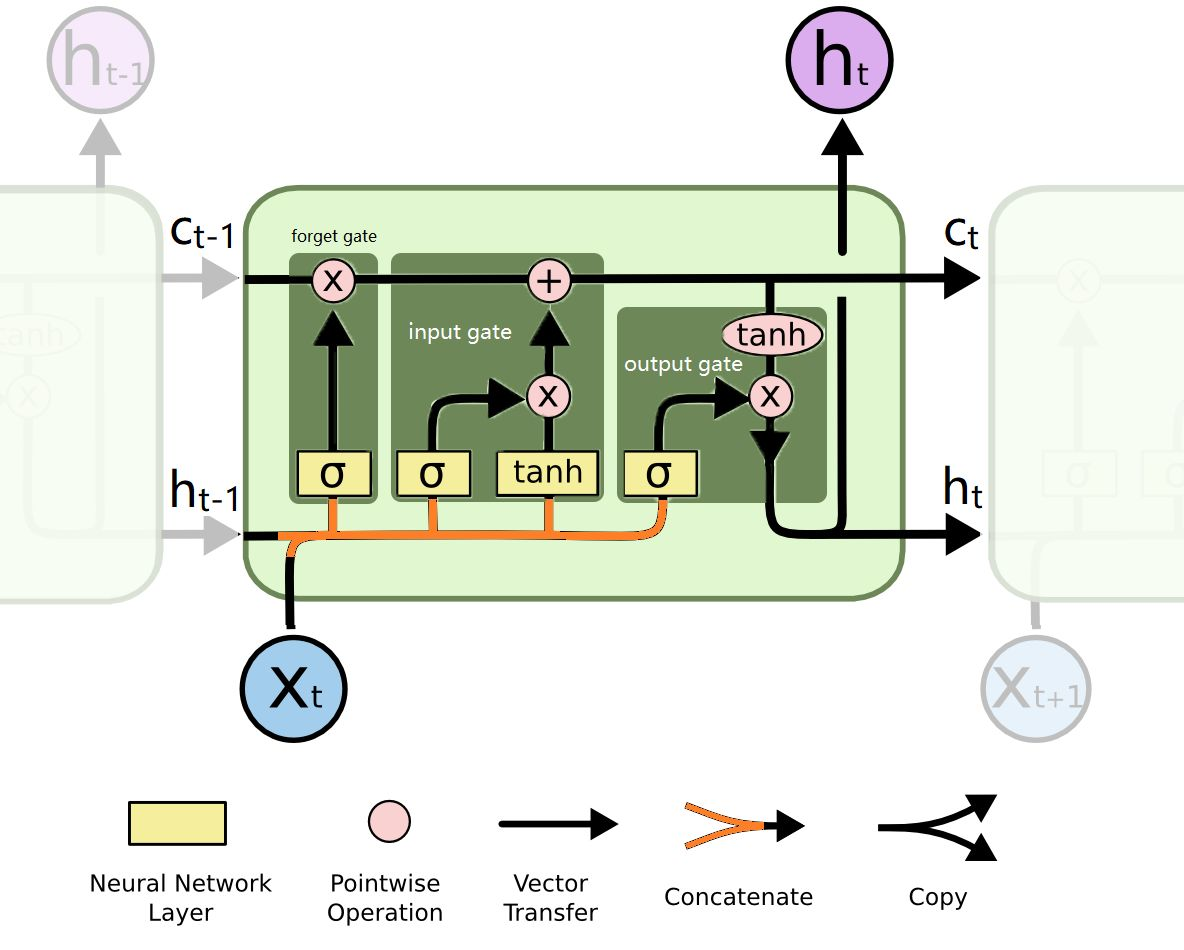 ht-1
ht
Ct-1
forget gate
Ct
x
+
x
input gate
tanh
tanh
output gate
x
x
x
ht-1
σ
σ
tanh
σ
ht
σ
σ
Xt
Xt+1
Neural Network
Layer
Pointwise
Operation
Vector
Transfer
Concatenate
Copy